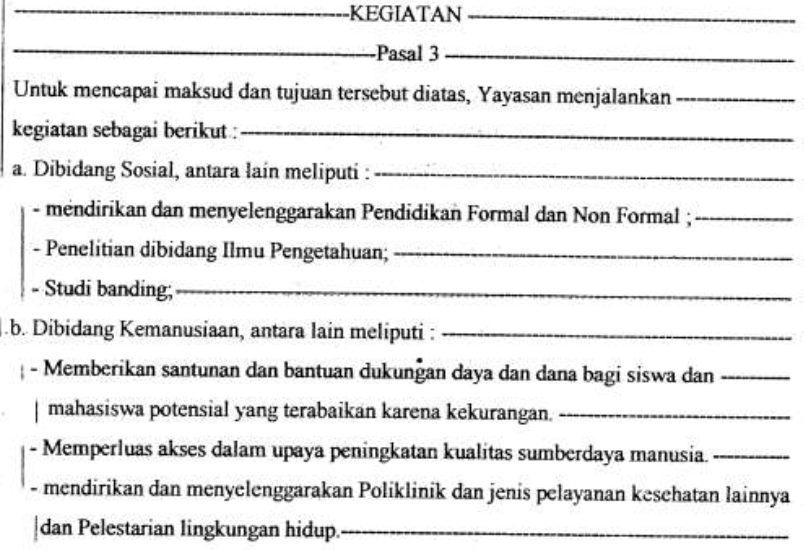 KEGIATAN
Pasal 3
Untuk mencapai maksud dan tujuan tersebut diatas, Yayasan menjalankan
kegiatan sebagai berikut :
a. Dibidang Sosial, antara lain meliputi :
- mendirikan dan menyelenggarakan Pendidikan Formal dan Non Formal ;
- Penelitian dibidang Ilmu Pengetahuan;
- Studi banding;
b. Dibidang Kemanusiaan, antara lain meliputi :
- Memberikan santunan dan bantuan dukungan daya dan dana bagi siswa dan
mahasiswa potensial yang terabaikan karena kekurangan.
- Memperluas akses dalam upaya peningkatan kualitas sumberdaya manusia.
- mendirikan dan menyelenggarakan Poliklinik dan jenis pelayanan kesehatan lainnya
dan Pelestarian lingkungan hidup.